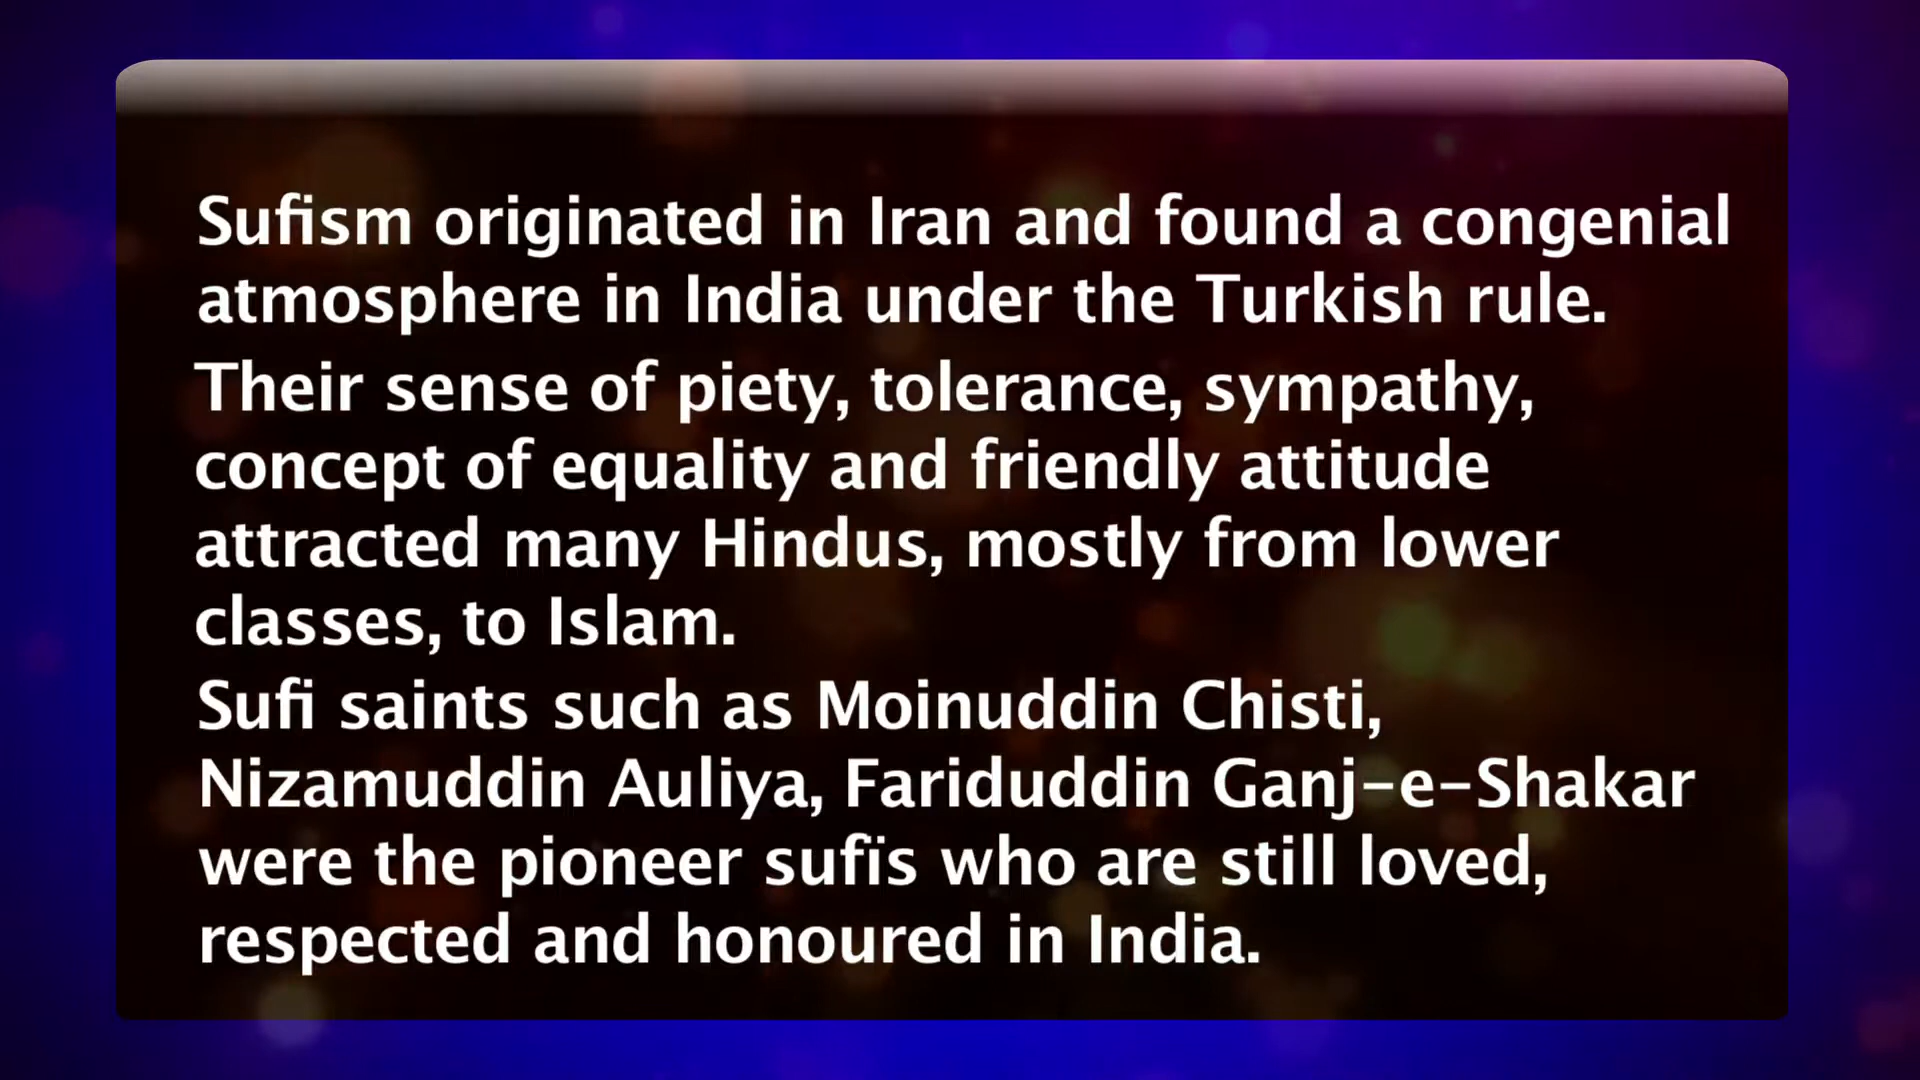 Sufism originated in Iran and found a congenial
atmosphere in India under the Turkish rule.
Their sense of piety, tolerance, sympathy,
concept of equality and friendly attitude
attracted many Hindus, mostly from lower
classes, to Islam.
Sufi saints such as Moinuddin Chisti,
Nizamuddin Auliya, Fariduddin Ganj-e-Shakar
were the pioneer sufïs who are still loved,
respected and honoured in India.